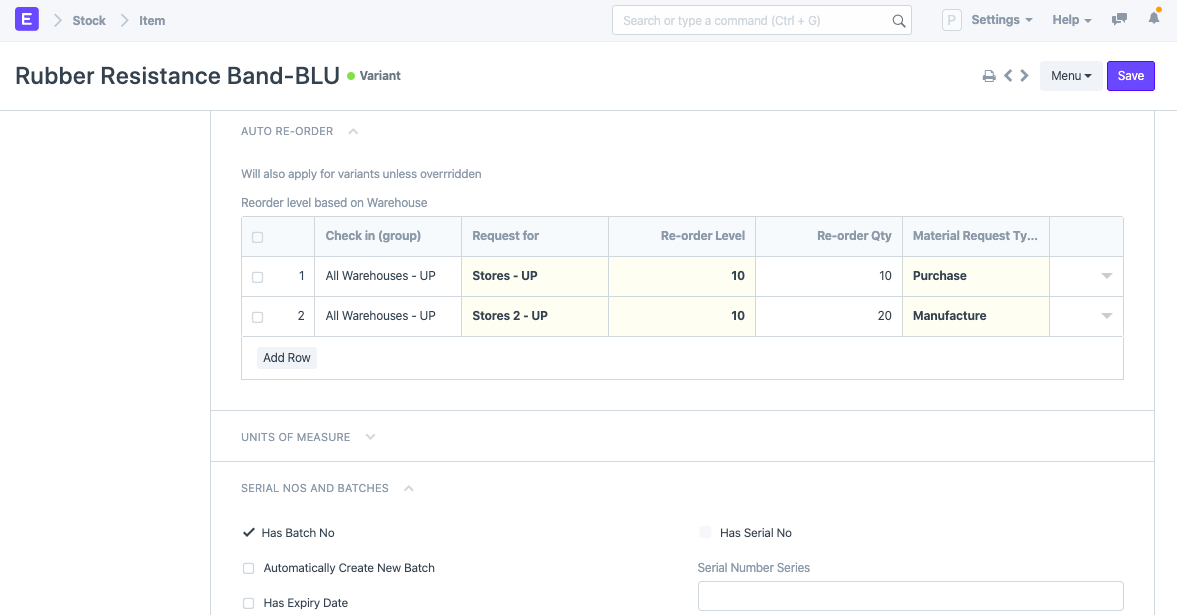 E Stock Item Search or type a command (Ctrl + G) P Settings Help
Rubber Resistance Band-BLU Variant Menu Save
AUTO RE-ORDER
Will also apply for variants unless overrridden
Reorder level based on Warehouse
Check in (group) Request for Re-order Level Re-order Qty Material Request Ty...
1 All Warehouses - UP Stores - UP 10 10 Purchase
2 All Warehouses - UP Stores 2 - UP 10 20 Manufacture
Add Row
UNITS OF MEASURE
SERIAL NOS AND BATCHES
Has Batch No Has Serial No
Automatically Create New Batch Serial Number Series
Has Expiry Date